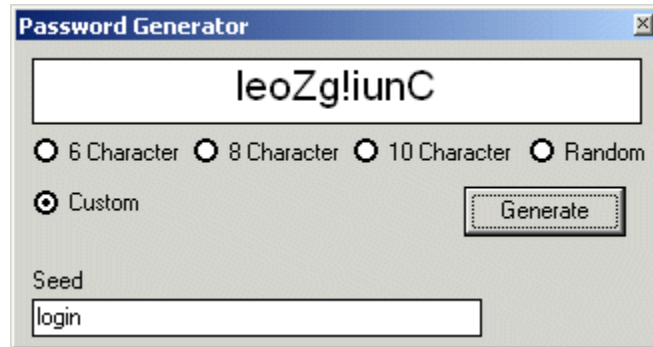 Password Generator
leoZg!iunC
6 Character 8 Character 10 Character Random
Custom
Generate
Seed
login